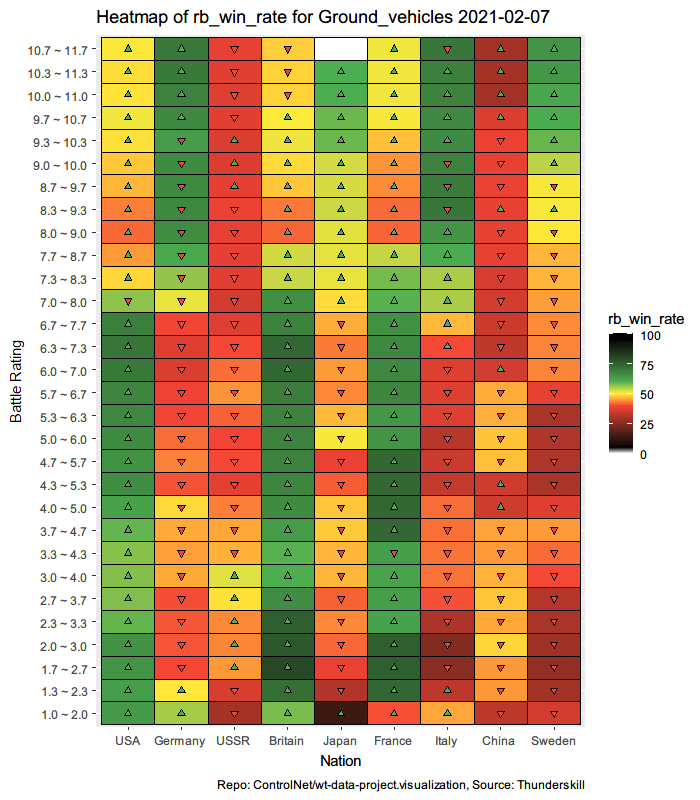 Heatmap of rb_win_rate for Ground_vehicles 2021-02-07
10.7 ~ 11.7
10.3 ~ 11.3
10.0 ~ 11.0
9.7 ~ 10.7
9.3 ~ 10.3
9.0 ~ 10.0
8.7 ~ 9.7
8.3 ~ 9.3
8.0 ~ 9.0
7.7 ~ 8.7
7.3 ~ 8.3
7.0 ~ 8.0
6.7 ~ 7.7
6.3 ~ 7.3
6.0 ~ 7.0
5.7 ~ 6.7
5.3 ~ 6.3
5.0 ~ 6.0
4.7 ~ 5.7
4.3 ~ 5.3
4.0 ~ 5.0
3.7 ~ 4.7
3.3 ~ 4.3
3.0 ~ 4.0
2.7 ~ 3.7
2.3 ~ 3.3
2.0 ~ 3.0
1.7 ~ 2.7
1.3 ~ 2.3
1.0 ~ 2.0
Battle Rating
USA Germany USSR Britain Japan France Italy China Sweden
Nation
rb_win_rate
100
75
50
25
0
Repo: ControlNet/wt-data-project.visualization, Source: Thunderskill